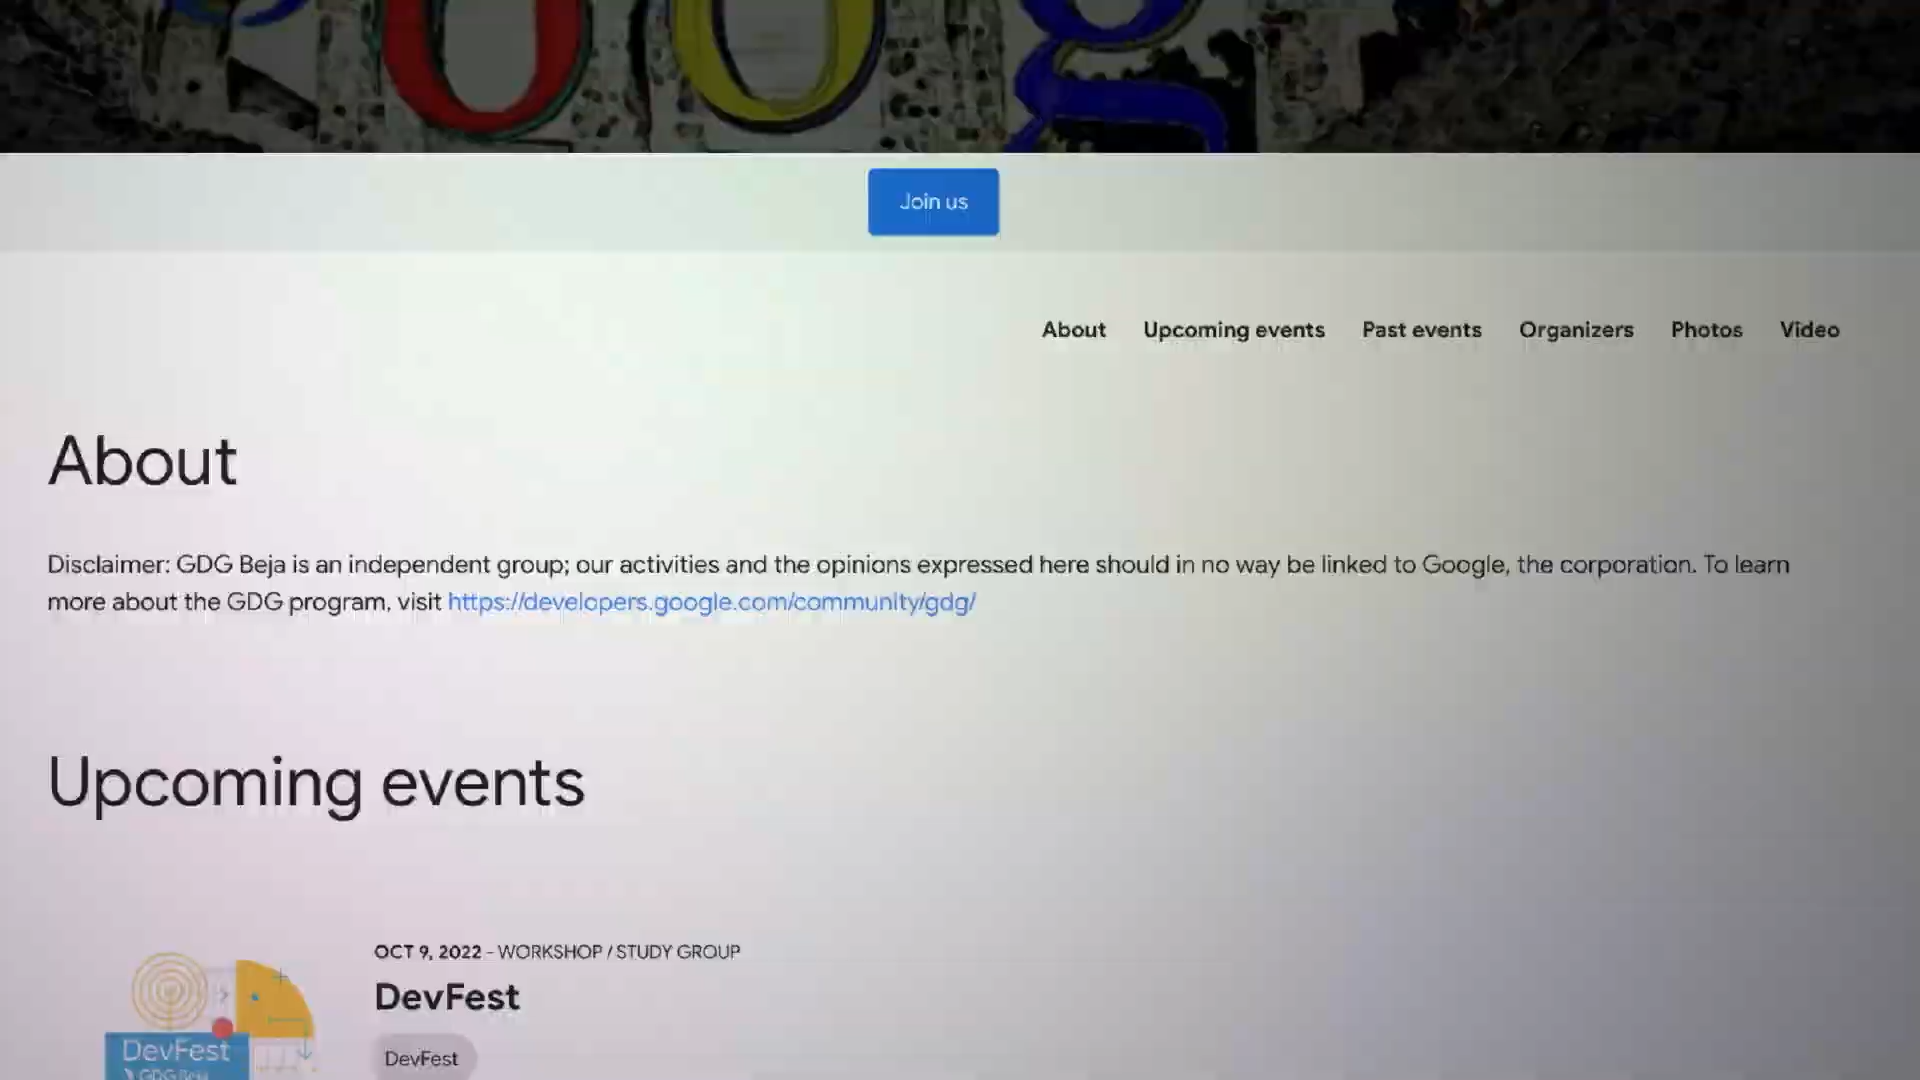 Goog
Join us
About Upcoming events Past events Organizers Photos Video
About
Disclaimer: GDG Beja is an independent group; our activities and the opinions expressed here should in no way be linked to Google, the corporation. To learn
more about the GDG program, visit https://developers.google.com/community/gdg/
Upcoming events
OCT 9, 2022 - WORKSHOP / STUDY GROUP
DevFest
DevFest
DevFest
GDG Beja